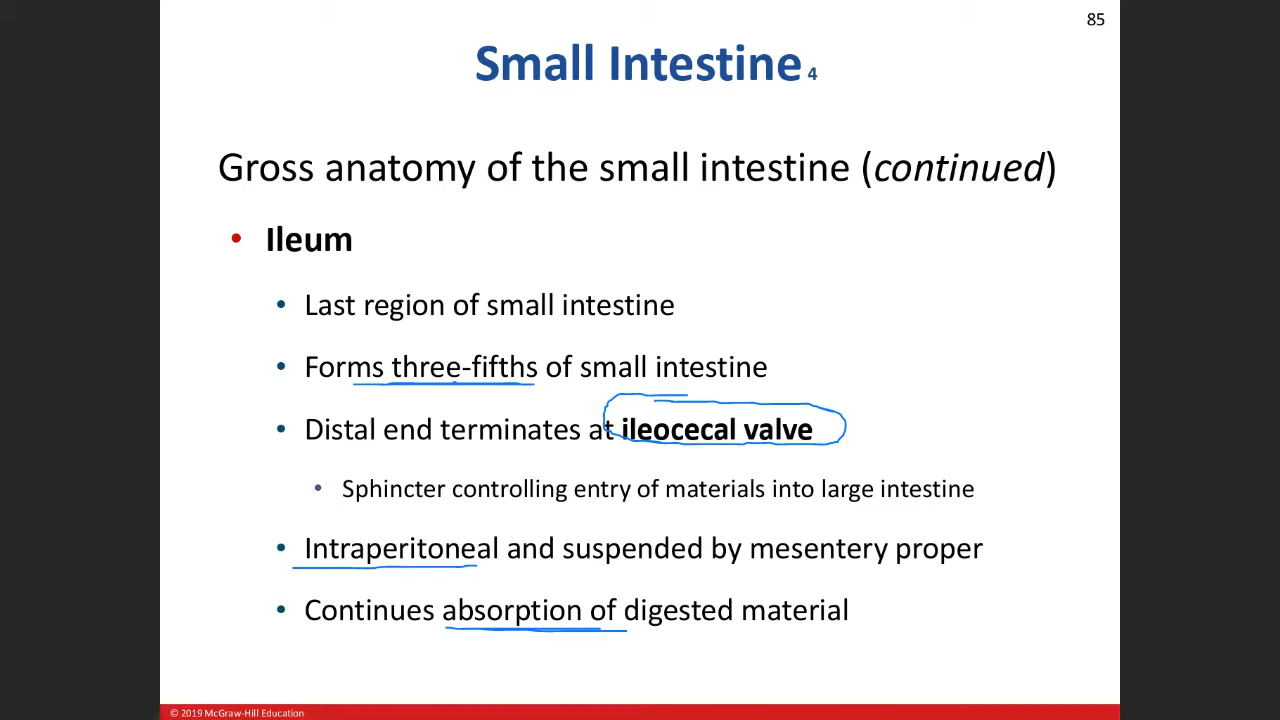 85
Small Intestine 4
Gross anatomy of the small intestine (continued)
• Ileum
• Last region of small intestine
• Forms three-fifths of small intestine
• Distal end terminates at ileocecal valve
• Sphincter controlling entry of materials into large intestine
• Intraperitoneal and suspended by mesentery proper
• Continues absorption of digested material
© 2019 McGraw-Hill Education